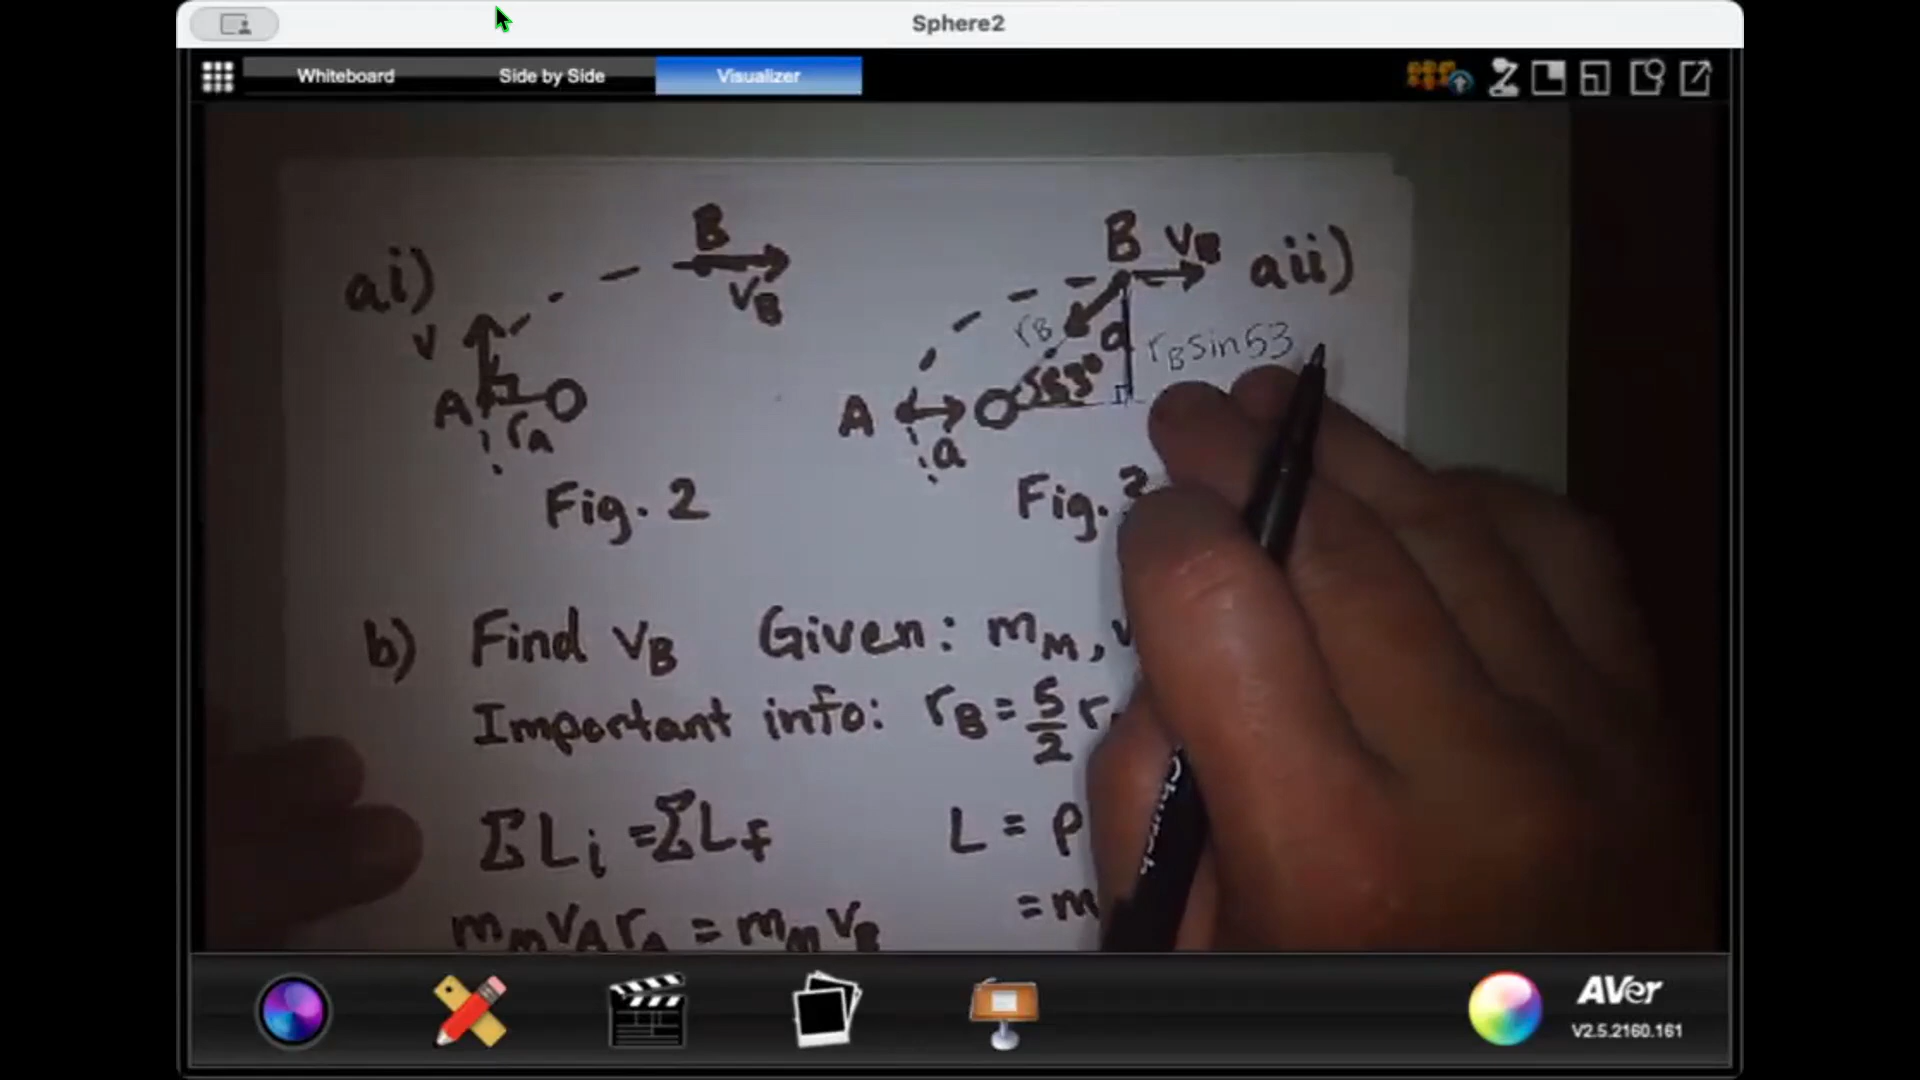 Sphere2
Whiteboard Side by Side Visualizer
ai) B
VB
V
A rA
Fig. 2
B VB aii)
rB a rBsin53
53°
A a
Fig.
b) Find VB Given: mM,
Important info: rB = 5/2 r
ΣLi = ΣLf L = p
mMVArA = mMVB = m
AVer
V2.5.2160.161